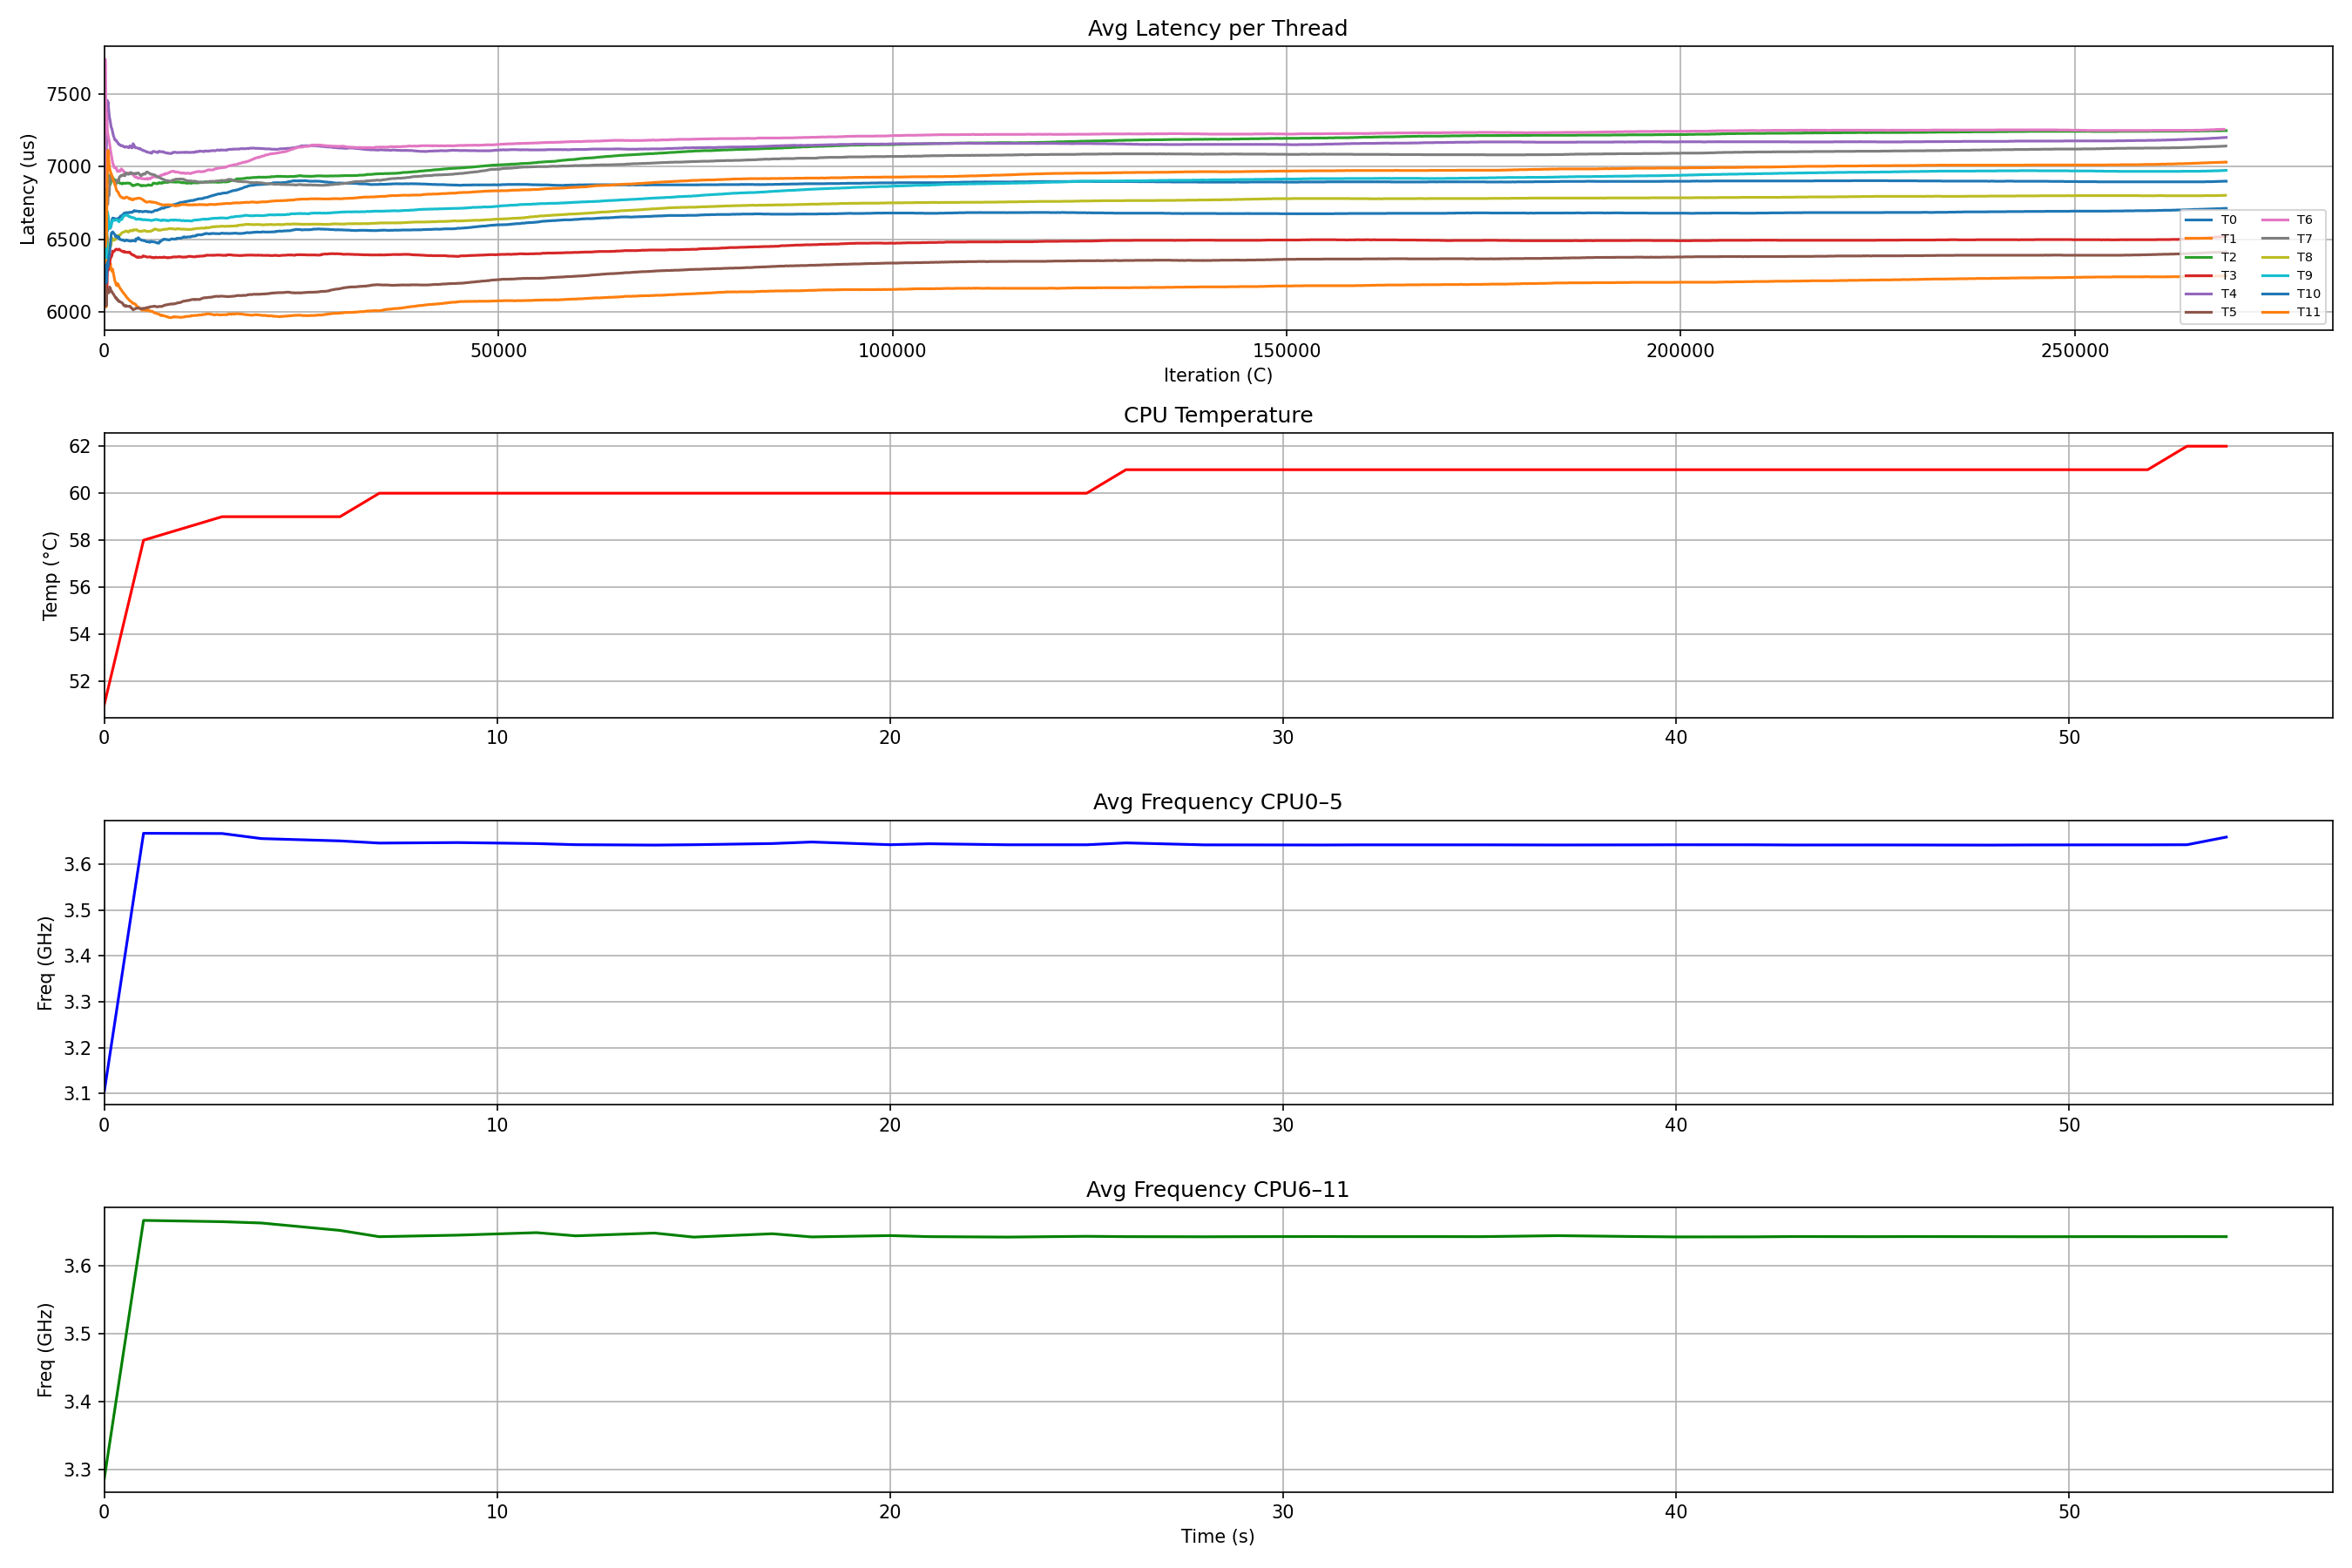 Avg Latency per Thread
Latency (us)
7500
7000
6500
6000
T0 T6
T1 T7
T2 T8
T3 T9
T4 T10
T5 T11
0 50000 100000 150000 200000 250000
Iteration (C)
CPU Temperature
Temp (°C)
62
60
58
56
54
52
0 10 20 30 40 50
Avg Frequency CPU0–5
Freq (GHz)
3.6
3.5
3.4
3.3
3.2
3.1
0 10 20 30 40 50
Avg Frequency CPU6–11
Freq (GHz)
3.6
3.5
3.4
3.3
0 10 20 30 40 50
Time (s)